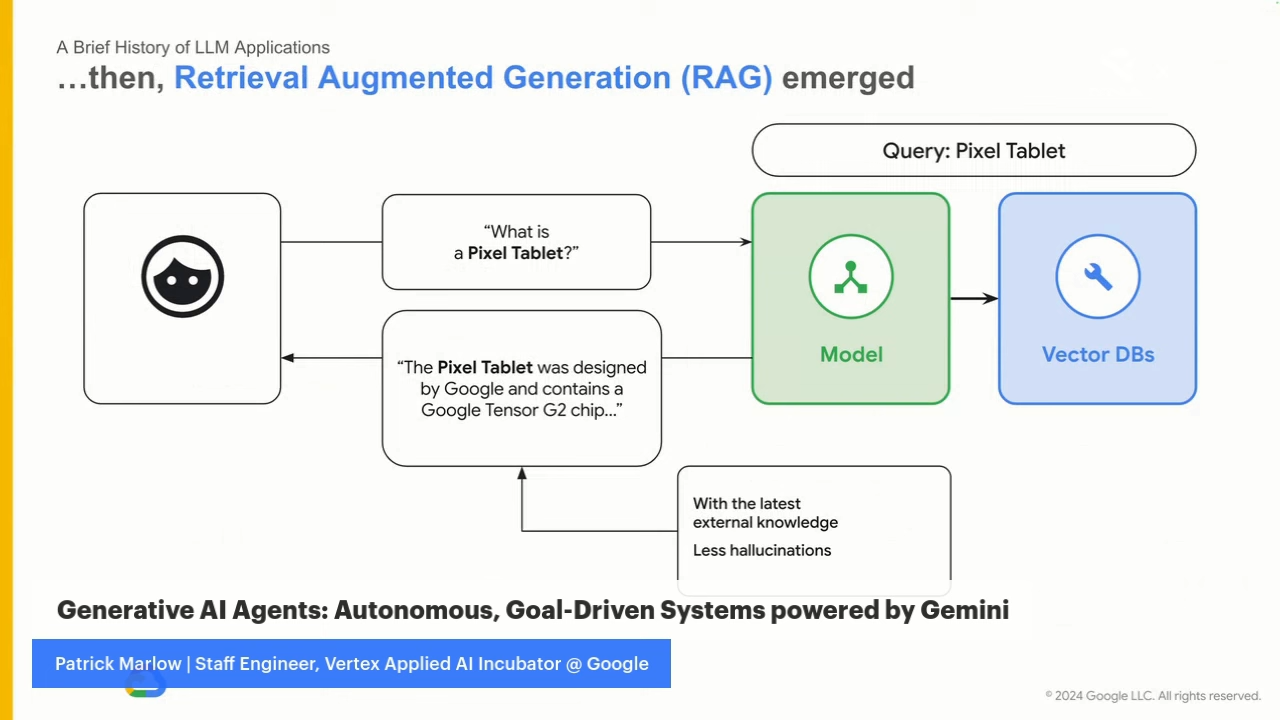 A Brief History of LLM Applications
…then, Retrieval Augmented Generation (RAG) emerged
Query: Pixel Tablet
“What is
a Pixel Tablet?”
Model
Vector DBs
“The Pixel Tablet was designed
by Google and contains a
Google Tensor G2 chip...”
With the latest
external knowledge
Less hallucinations
Generative AI Agents: Autonomous, Goal-Driven Systems powered by Gemini
Patrick Marlow | Staff Engineer, Vertex Applied AI Incubator @ Google
© 2024 Google LLC. All rights reserved.